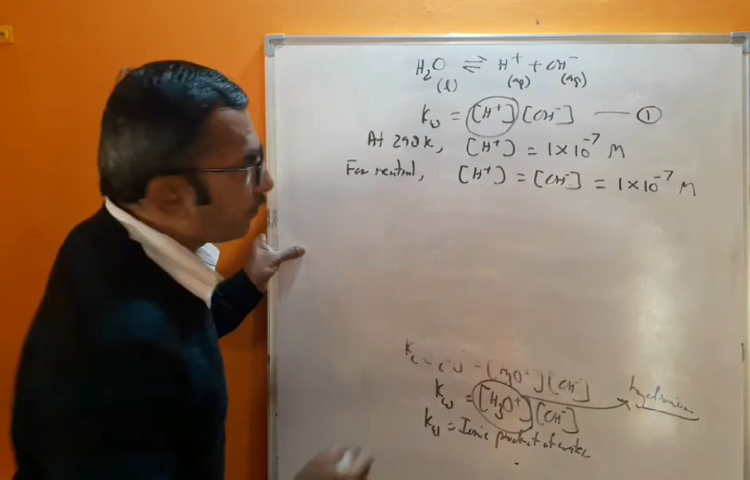 H₂O ⇌ H⁺ + OH⁻
(l) (aq) (aq)
Kw = [H⁺][OH⁻] — ①
At 298K, [H⁺] = 1×10⁻⁷ M
For neutral, [H⁺] = [OH⁻] = 1×10⁻⁷ M
[H₃O⁺][OH⁻]
Kw = [H₃O⁺][OH⁻]
Kw = Ionic product of water